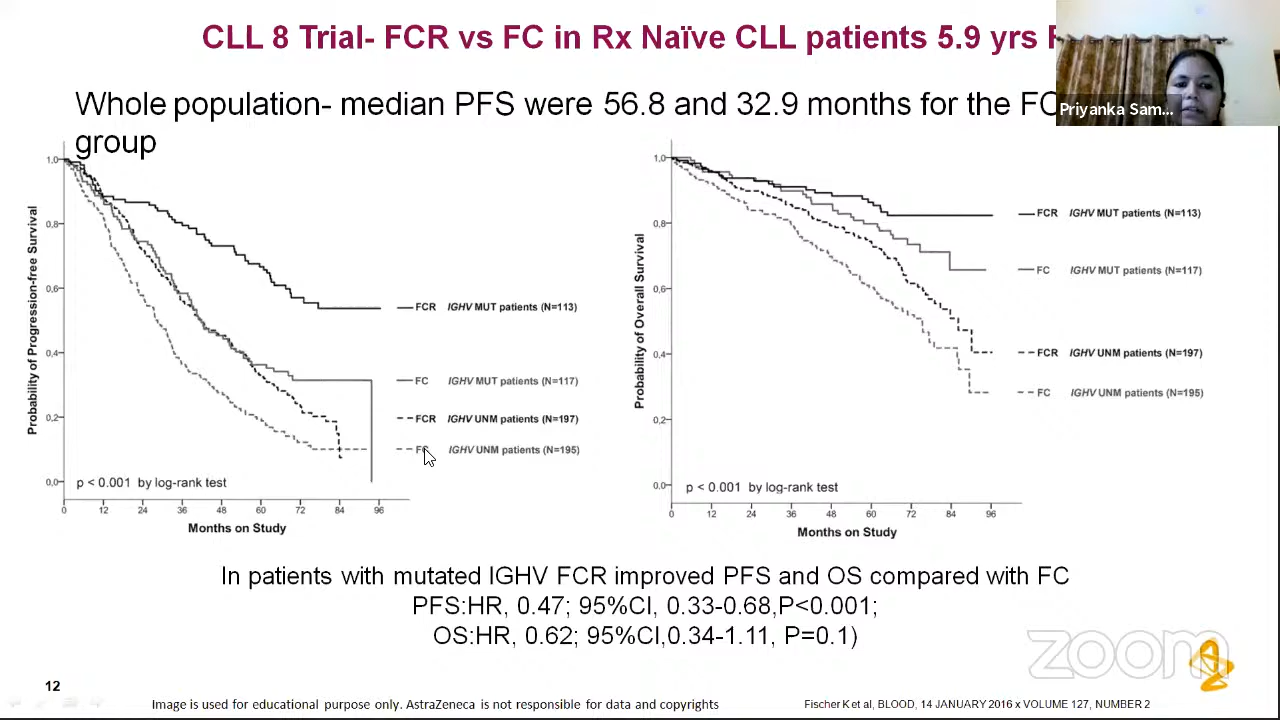 CLL 8 Trial- FCR vs FC in Rx Naïve CLL patients 5.9 yrs
Priyanka Sam...
Whole population- median PFS were 56.8 and 32.9 months for the
group
Probability of Progression-free Survival
1,0
0,8
0,6
0,4
0,2
0,0
FCR IGHV MUT patients (N=113)
FC IGHV MUT patients (N=117)
FCR IGHV UNM patients (N=197)
FC IGHV UNM patients (N=195)
p < 0.001 by log-rank test
0 12 24 36 48 60 72 84 96
Months on Study
Probability of Overall Survival
1,0
0,8
0,6
0,4
0,2
0,0
FCR IGHV MUT patients (N=113)
FC IGHV MUT patients (N=117)
FCR IGHV UNM patients (N=197)
FC IGHV UNM patients (N=195)
p < 0.001 by log-rank test
0 12 24 36 48 60 72 84 96
Months on Study
In patients with mutated IGHV FCR improved PFS and OS compared with FC
PFS:HR, 0.47; 95%CI, 0.33-0.68,P<0.001;
OS:HR, 0.62; 95%CI,0.34-1.11, P=0.1)
zoom
12
Image is used for educational purpose only. AstraZeneca is not responsible for data and copyrights
Fischer K et al, BLOOD, 14 JANUARY 2016 x VOLUME 127, NUMBER 2